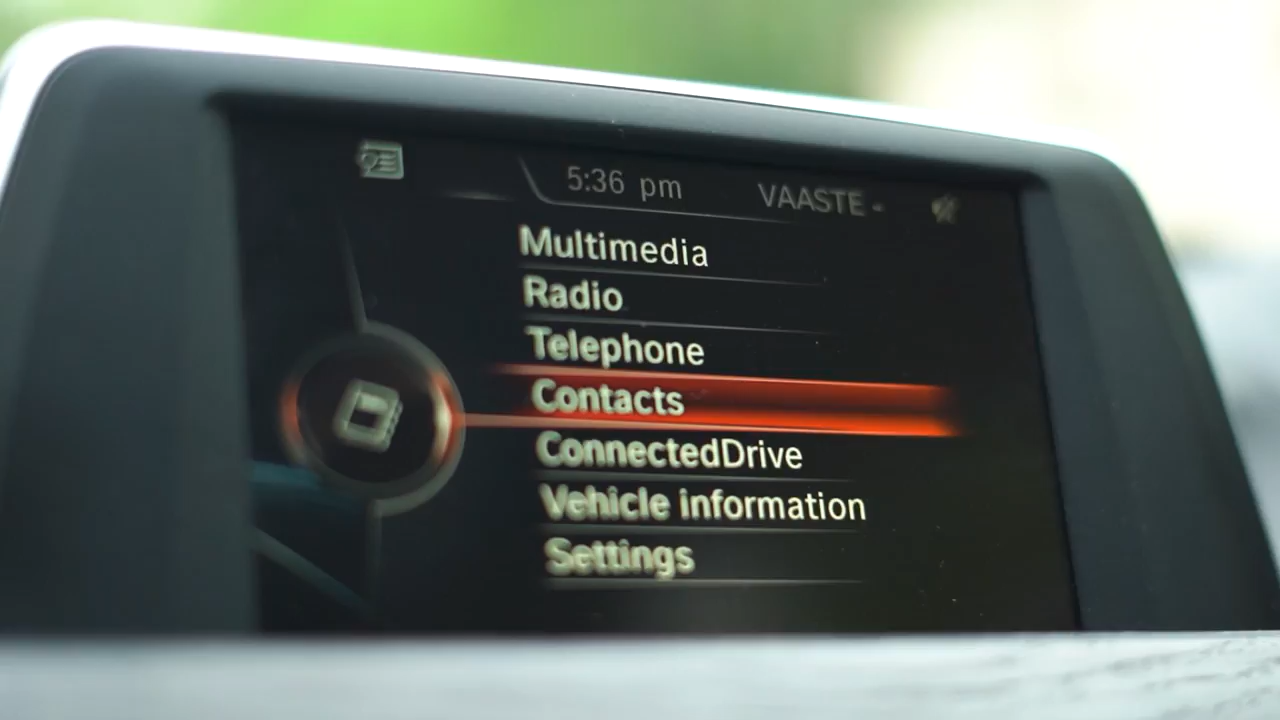 5:36 pm VAASTE -
Multimedia
Radio
Telephone
Contacts
ConnectedDrive
Vehicle information
Settings